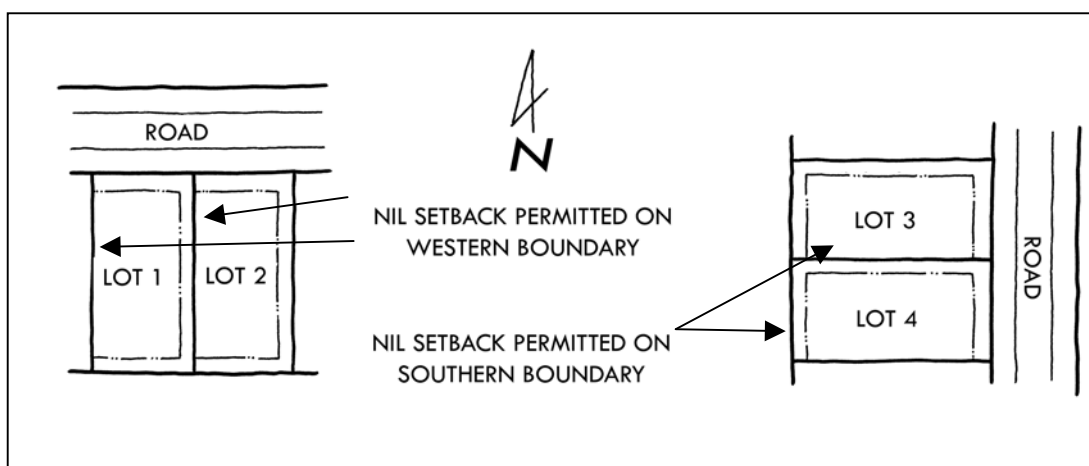 ROAD
N
NIL SETBACK PERMITTED ON
WESTERN BOUNDARY
LOT 1
LOT 2
NIL SETBACK PERMITTED ON
SOUTHERN BOUNDARY
LOT 3
LOT 4
ROAD